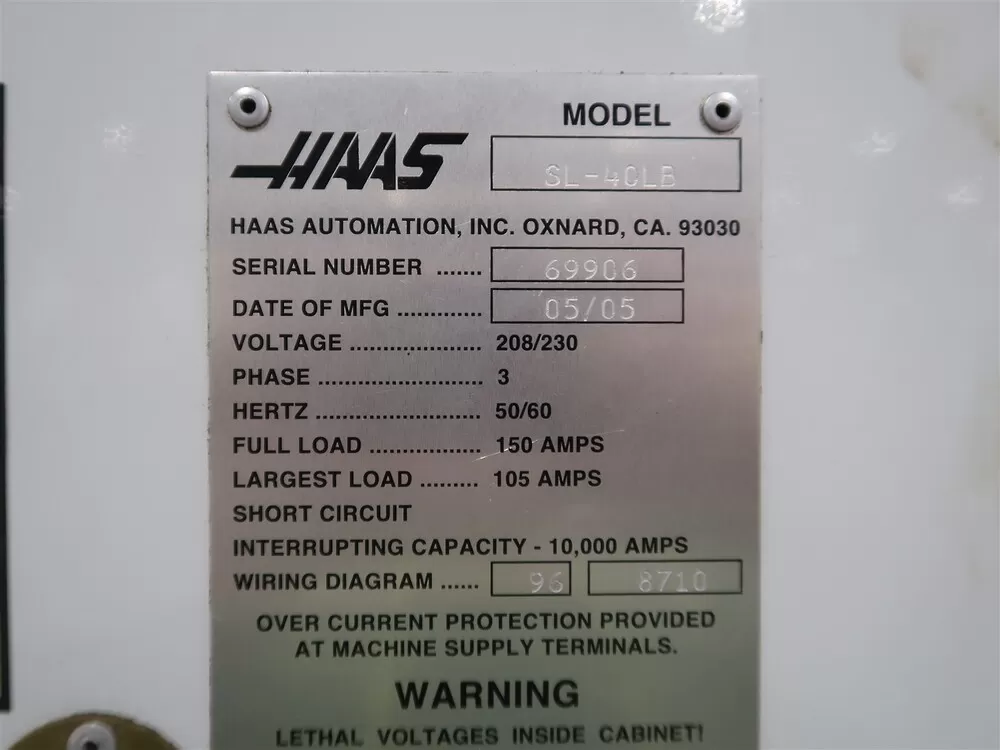 MODEL
HAAS
SL-40LB
HAAS AUTOMATION, INC. OXNARD, CA. 93030
SERIAL NUMBER ....... 69906
DATE OF MFG ............. 05/05
VOLTAGE .................... 208/230
PHASE ......................... 3
HERTZ ......................... 50/60
FULL LOAD ................. 150 AMPS
LARGEST LOAD ......... 105 AMPS
SHORT CIRCUIT
INTERRUPTING CAPACITY - 10,000 AMPS
WIRING DIAGRAM ...... 96 8710
OVER CURRENT PROTECTION PROVIDED
AT MACHINE SUPPLY TERMINALS.
WARNING
LETHAL VOLTAGES INSIDE CABINET!